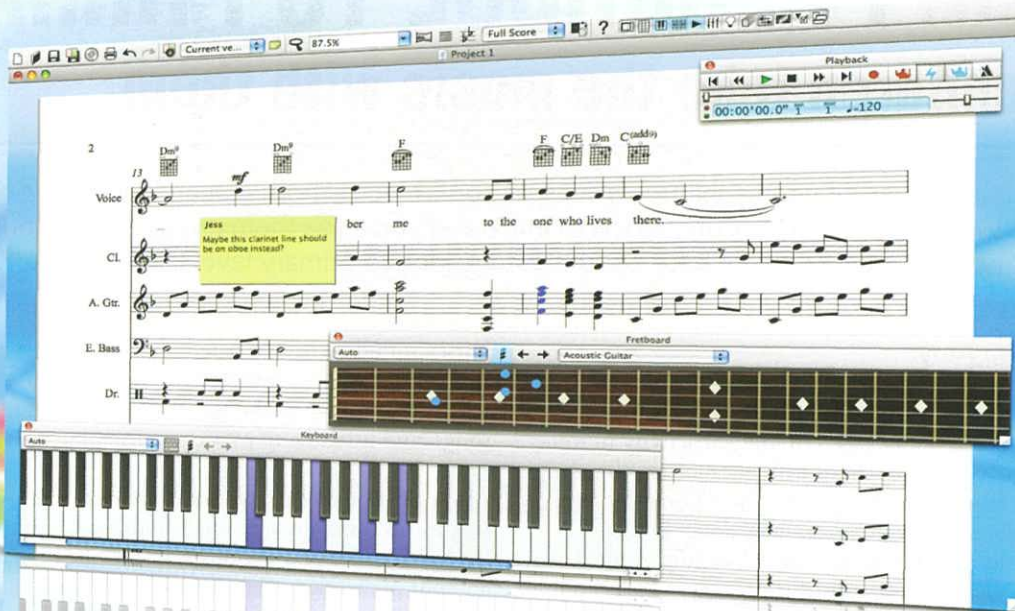 Current ve...
87.5%
Full Score
?
Project 1
Playback
00:00'00.0" 1 1 ♩=120
2
Dm⁹ Dm⁹ F F C/E Dm C(add9)
13
mf
Voice
ber me to the one who lives there.
Jess
Maybe this clarinet line should
be on oboe instead?
Cl.
A. Gtr.
E. Bass
Fretboard
Auto Acoustic Guitar
Dr.
Keyboard
Auto